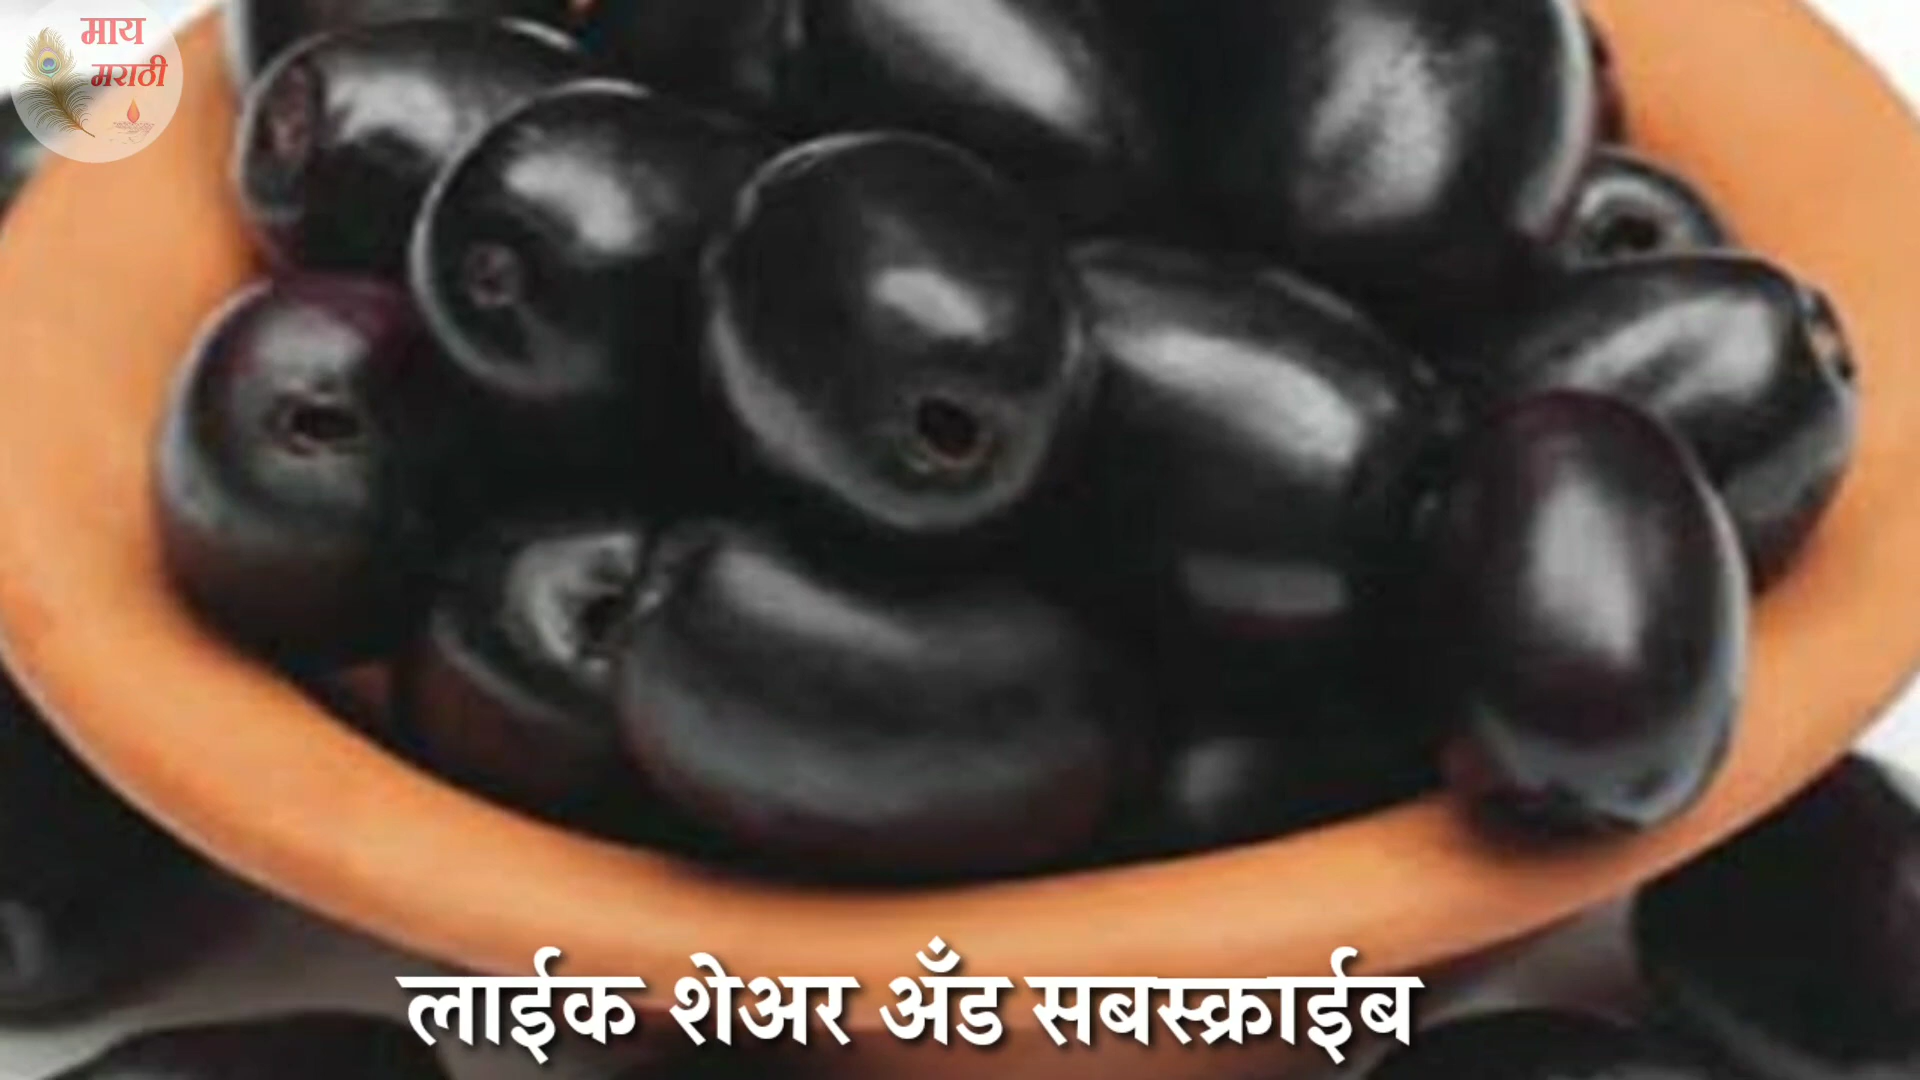 माय
मराठी
लाईक शेअर अँड सबस्क्राईब